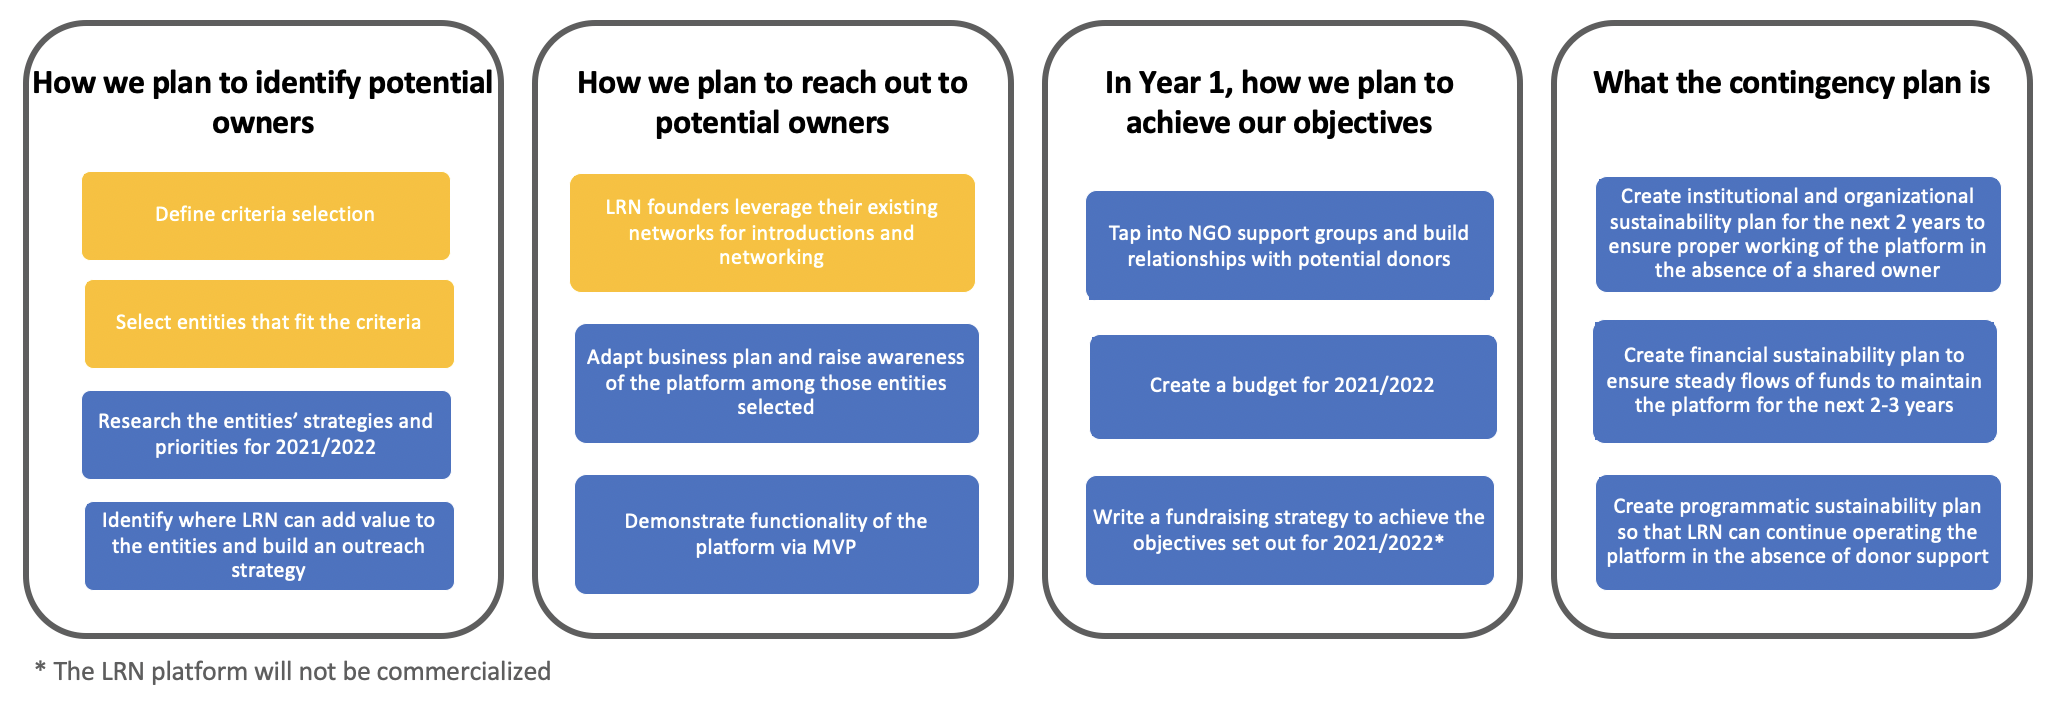 How we plan to identify potential
owners
Define criteria selection
Select entities that fit the criteria
Research the entities’ strategies and
priorities for 2021/2022
Identify where LRN can add value to
the entities and build an outreach
strategy
How we plan to reach out to
potential owners
LRN founders leverage their existing
networks for introductions and
networking
Adapt business plan and raise awareness
of the platform among those entities
selected
Demonstrate functionality of the
platform via MVP
In Year 1, how we plan to
achieve our objectives
Tap into NGO support groups and build
relationships with potential donors
Create a budget for 2021/2022
Write a fundraising strategy to achieve the
objectives set out for 2021/2022*
What the contingency plan is
Create institutional and organizational
sustainability plan for the next 2 years to
ensure proper working of the platform in
the absence of a shared owner
Create financial sustainability plan to
ensure steady flows of funds to maintain
the platform for the next 2-3 years
Create programmatic sustainability plan
so that LRN can continue operating the
platform in the absence of donor support
* The LRN platform will not be commercialized